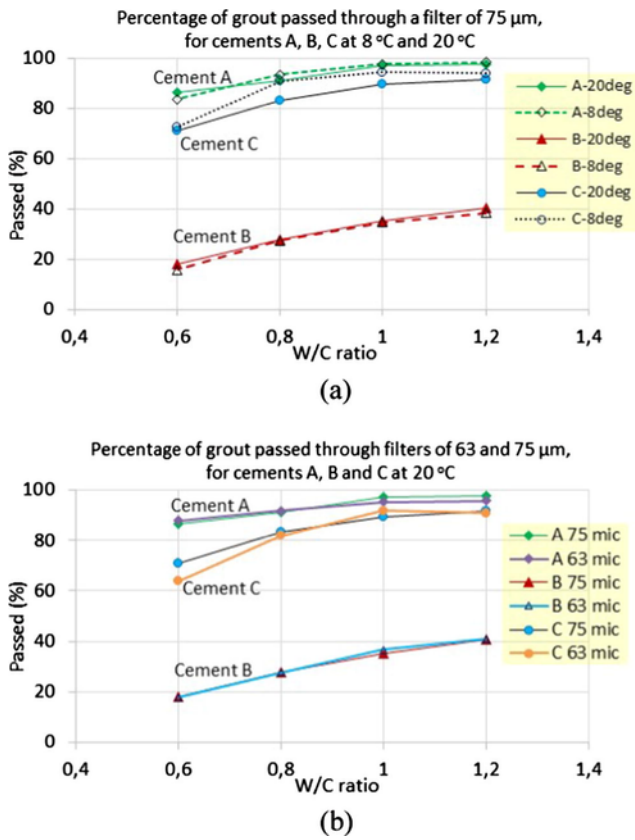 Percentage of grout passed through a filter of 75 µm,
for cements A, B, C at 8 ºC and 20 ºC
100
80
60
40
20
0
Passed (%)
Cement A
Cement C
Cement B
A-20deg
A-8deg
B-20deg
B-8deg
C-20deg
C-8deg
0,4 0,6 0,8 1 1,2 1,4
W/C ratio
(a)
Percentage of grout passed through filters of 63 and 75 µm,
for cements A, B and C at 20 ºC
100
80
60
40
20
0
Passed (%)
Cement A
Cement C
Cement B
A 75 mic
A 63 mic
B 75 mic
B 63 mic
C 75 mic
C 63 mic
0,4 0,6 0,8 1 1,2 1,4
W/C ratio
(b)